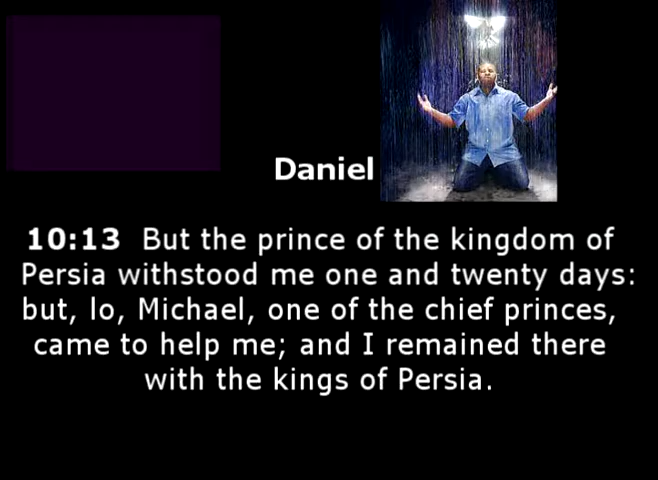 Daniel
10:13 But the prince of the kingdom of
Persia withstood me one and twenty days:
but, lo, Michael, one of the chief princes,
came to help me; and I remained there
with the kings of Persia.